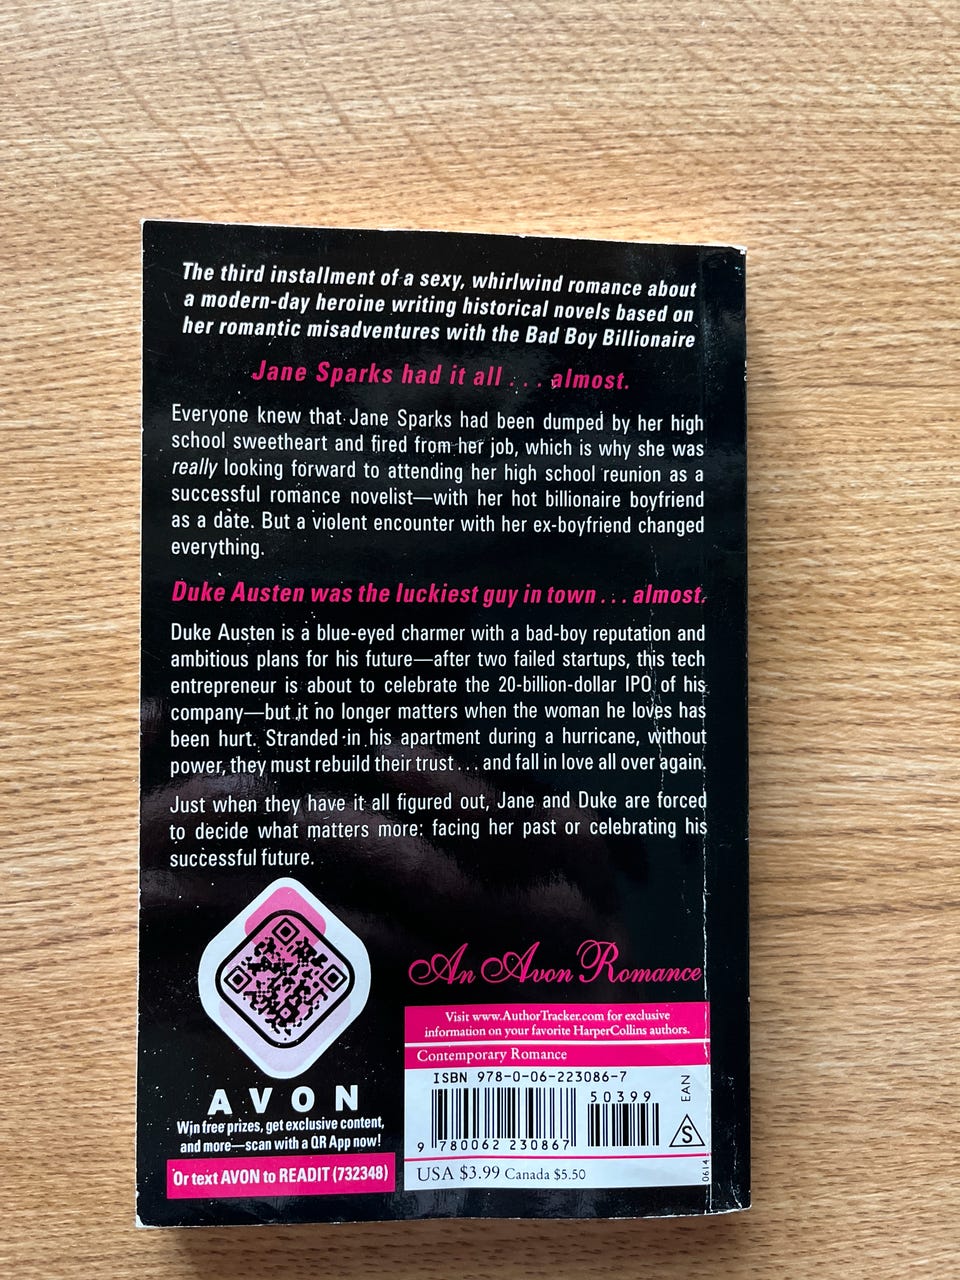 The third installment of a sexy, whirlwind romance about
a modern-day heroine writing historical novels based on
her romantic misadventures with the Bad Boy Billionaire
Jane Sparks had it all . . . almost.
Everyone knew that Jane Sparks had been dumped by her high
school sweetheart and fired from her job, which is why she was
really looking forward to attending her high school reunion as a
successful romance novelist—with her hot billionaire boyfriend
as a date. But a violent encounter with her ex-boyfriend changed
everything.
Duke Austen was the luckiest guy in town . . . almost.
Duke Austen is a blue-eyed charmer with a bad-boy reputation and
ambitious plans for his future—after two failed startups, this tech
entrepreneur is about to celebrate the 20-billion-dollar IPO of his
company—but it no longer matters when the woman he loves has
been hurt. Stranded in his apartment during a hurricane, without
power, they must rebuild their trust . . . and fall in love all over again.
Just when they have it all figured out, Jane and Duke are forced
to decide what matters more: facing her past or celebrating his
successful future.
AVON
Win free prizes, get exclusive content,
and more—scan with a QR App now!
Or text AVON to READIT (732348)
An Avon Romance
Visit www.AuthorTracker.com for exclusive
information on your favorite HarperCollins authors.
Contemporary Romance
ISBN 978-0-06-223086-7
50399
9 780062 230867
EAN
S
USA $3.99 Canada $5.50
0614